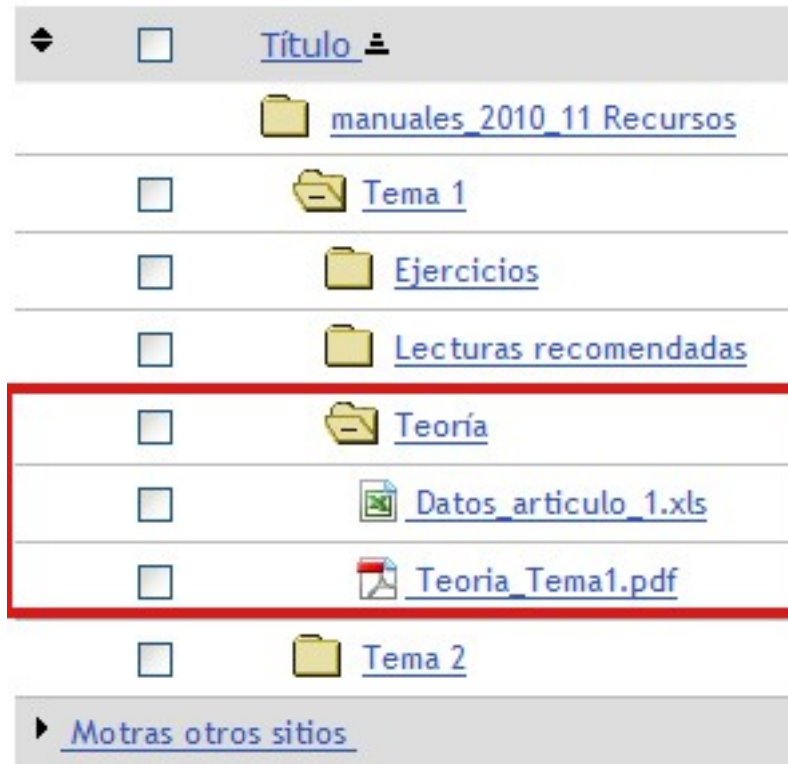 Título
manuales_2010_11 Recursos
Tema 1
Ejercicios
Lecturas recomendadas
Teoría
Datos_articulo_1.xls
Teoria_Tema1.pdf
Tema 2
Motras otros sitios